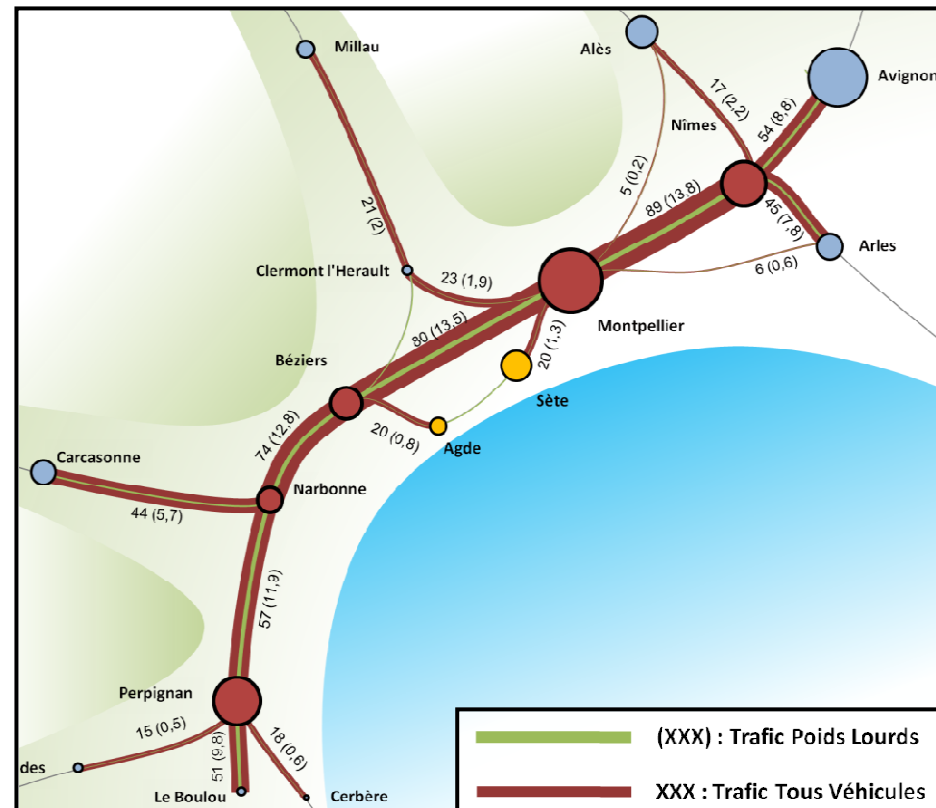 Millau
Alès
Avignon
17 (2,2)
54 (8,8)
Nîmes
5 (0,2)
89 (13,8)
45 (7,8)
21 (2)
Arles
6 (0,6)
Clermont l'Herault
23 (1,9)
80 (13,5)
Montpellier
20 (1,3)
Béziers
Sète
20 (0,8)
Agde
74 (12,8)
Carcasonne
Narbonne
44 (5,7)
57 (11,9)
Perpignan
15 (0,5)
18 (0,6)
51 (9,8)
des
Le Boulou
Cerbère
(XXX) : Trafic Poids Lourds
XXX : Trafic Tous Véhicules